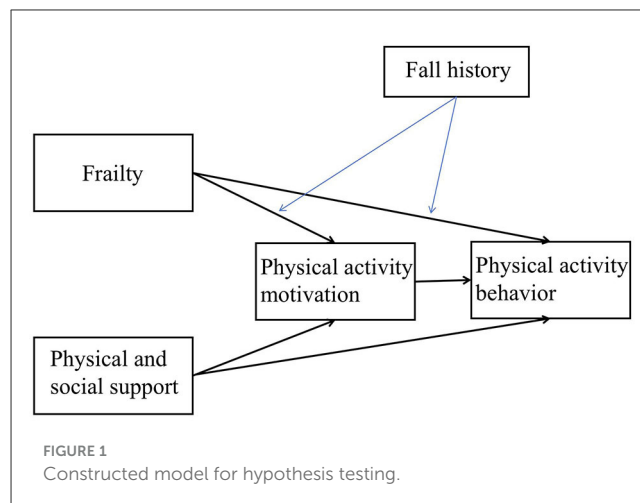 Fall history
Frailty
Physical activity
motivation
Physical activity
behavior
Physical and
social support
FIGURE 1
Constructed model for hypothesis testing.